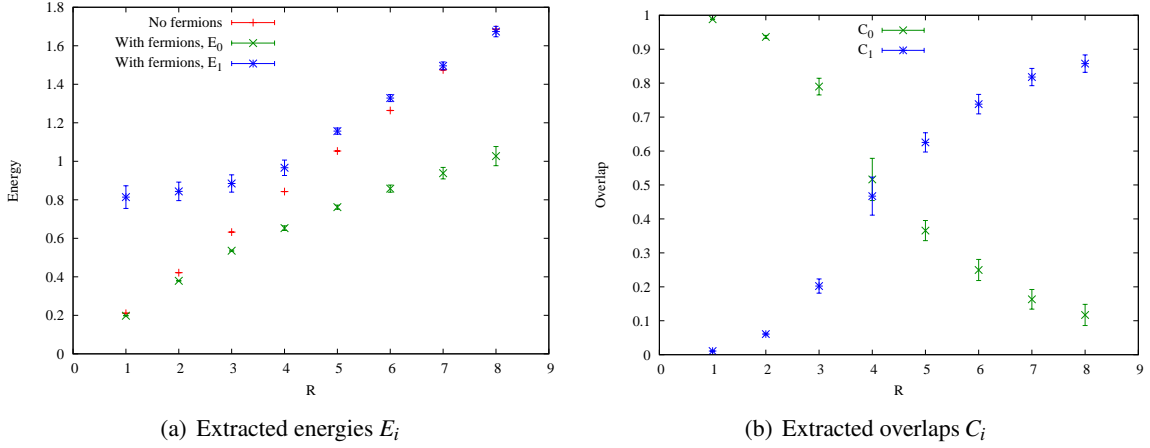 No fermions
With fermions, E0
With fermions, E1
1.8
1.6
1.4
1.2
1
0.8
0.6
0.4
0.2
0
Energy
0 1 2 3 4 5 6 7 8 9
R
(a) Extracted energies Ei
C0
C1
1
0.9
0.8
0.7
0.6
0.5
0.4
0.3
0.2
0.1
0
Overlap
0 1 2 3 4 5 6 7 8 9
R
(b) Extracted overlaps Ci